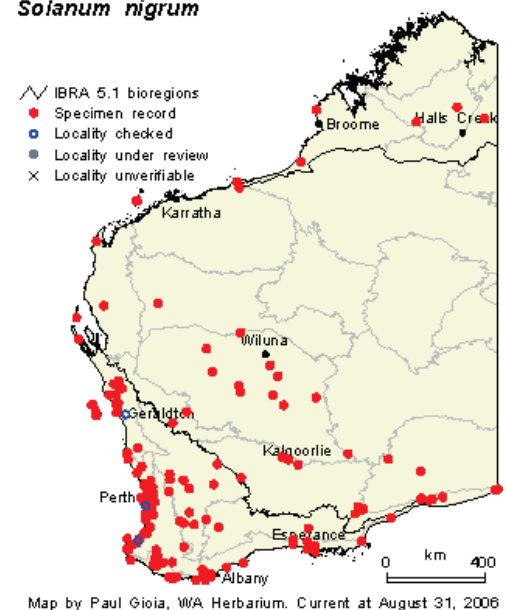 Solanum nigrum
IBRA 5.1 bioregions
Specimen record
Locality checked
Locality under review
Locality unverifiable
Broome
Halls Creek
Karratha
Wiluna
Geraldton
Kalgoorlie
Perth
Esperance
Albany
km
0 400
Map by Paul Gioia, WA Herbarium. Current at August 31, 2006